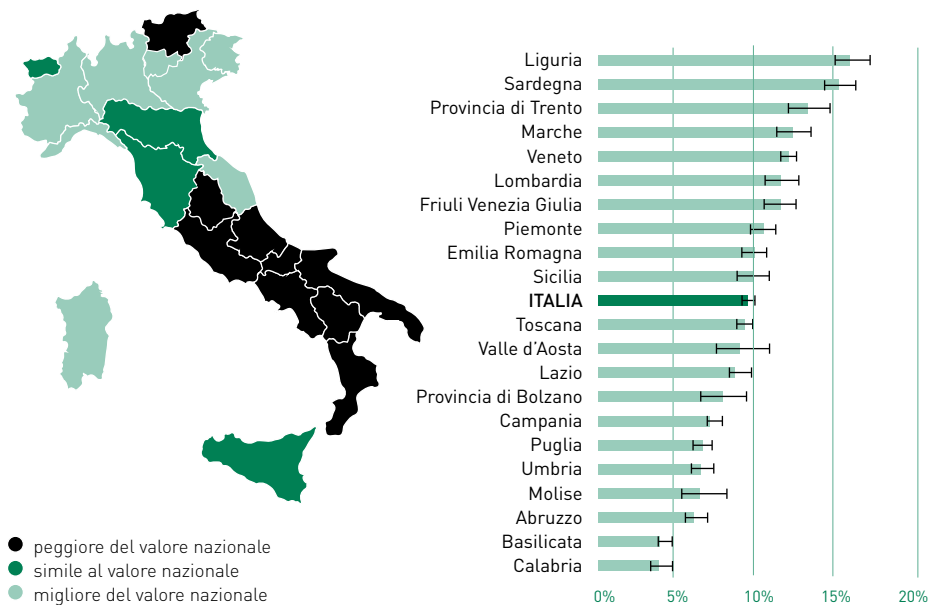 Liguria
Sardegna
Provincia di Trento
Marche
Veneto
Lombardia
Friuli Venezia Giulia
Piemonte
Emilia Romagna
Sicilia
ITALIA
Toscana
Valle d'Aosta
Lazio
Provincia di Bolzano
Campania
Puglia
Umbria
Molise
Abruzzo
Basilicata
Calabria
0% 5% 10% 15% 20%
peggiore del valore nazionale
simile al valore nazionale
migliore del valore nazionale